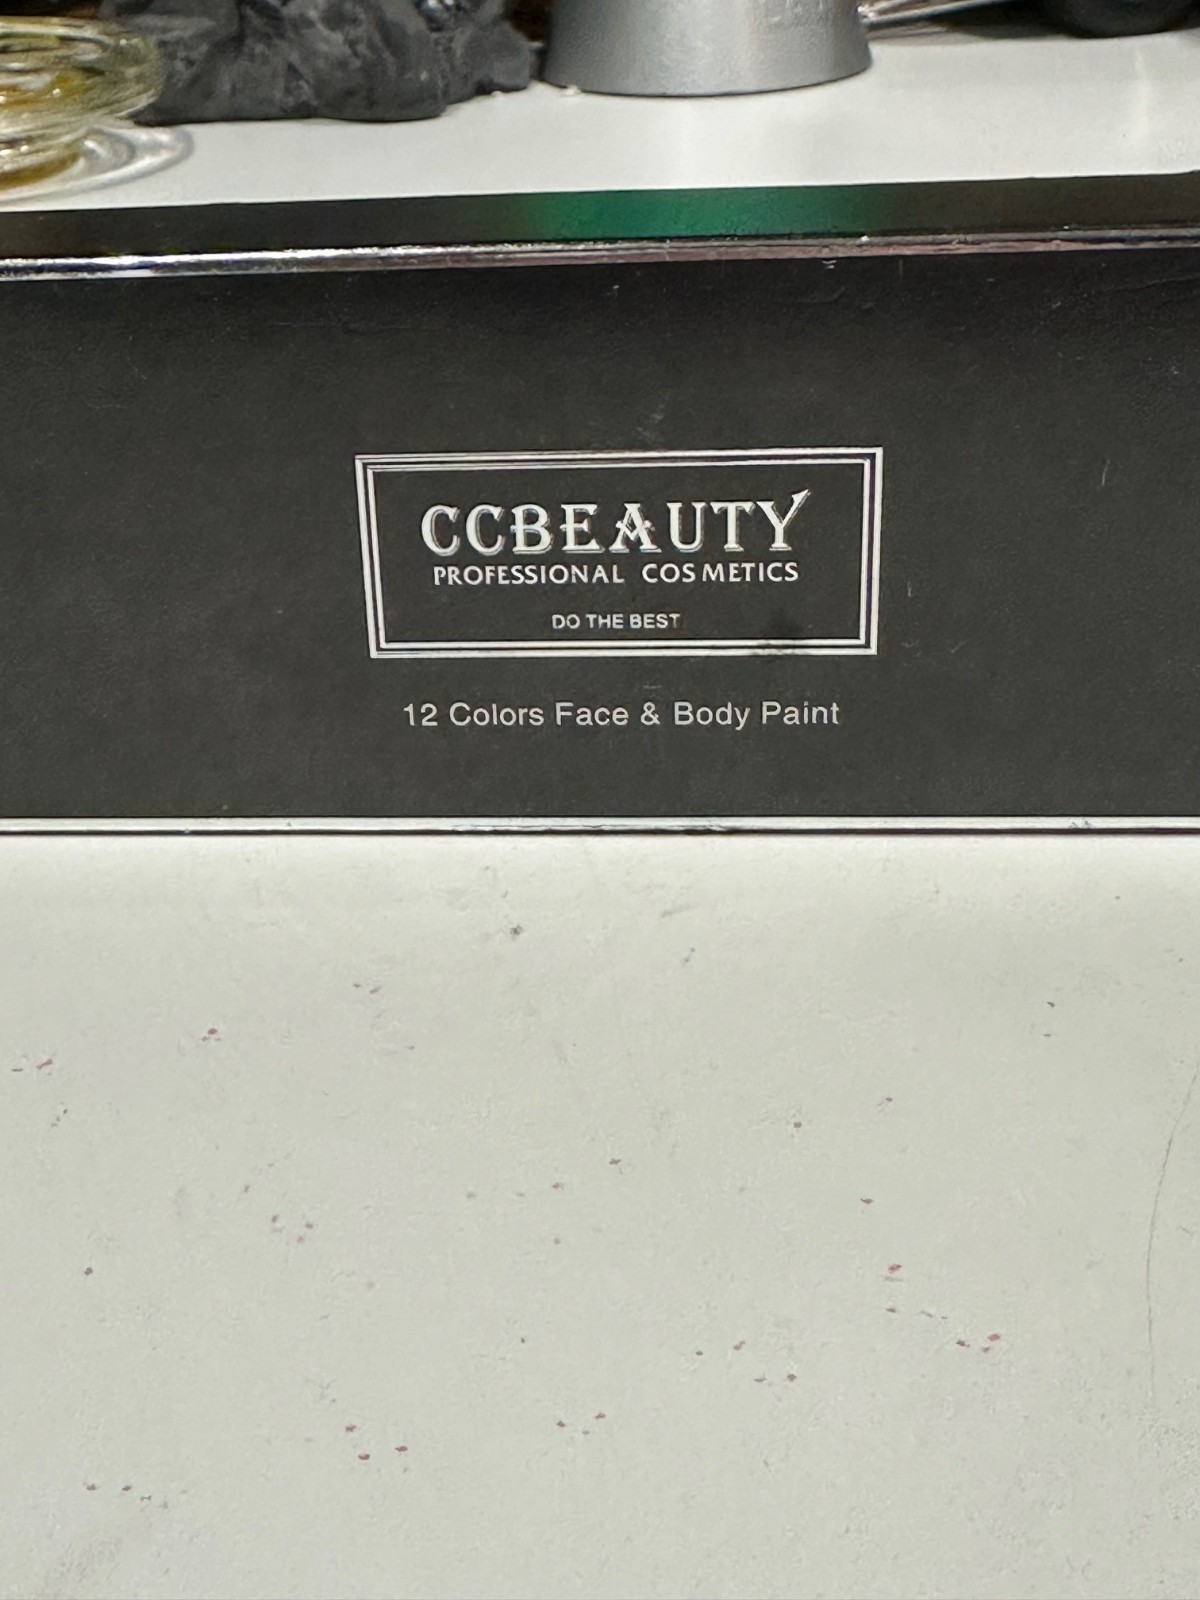 CCBEAUTY
PROFESSIONAL COSMETICS
DO THE BEST
12 Colors Face & Body Paint